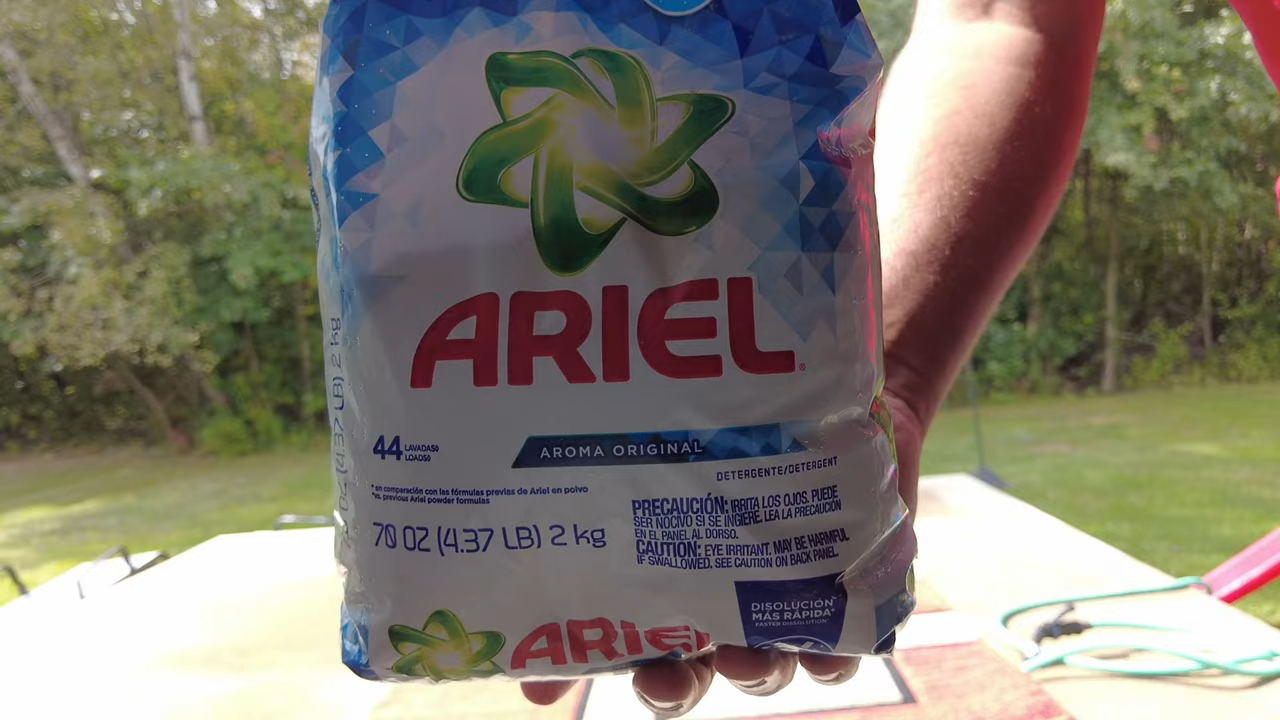 ARIEL
44 LAVADAS◊
LOADS◊
AROMA ORIGINAL
DETERGENTE/DETERGENT
* en comparación con las fórmulas previas de Ariel en polvo
*vs. previous Ariel powder formulas
70 OZ (4.37 LB) 2 kg
PRECAUCIÓN: IRRITA LOS OJOS. PUEDE
SER NOCIVO SI SE INGIERE. LEA LA PRECAUCIÓN
EN EL PANEL AL DORSO.
CAUTION: EYE IRRITANT. MAY BE HARMFUL
IF SWALLOWED. SEE CAUTION ON BACK PANEL.
DISOLUCIÓN
MÁS RÁPIDA*
FASTER DISSOLUTION*
ARIEL
OZ (4.37 LB) 2 kg